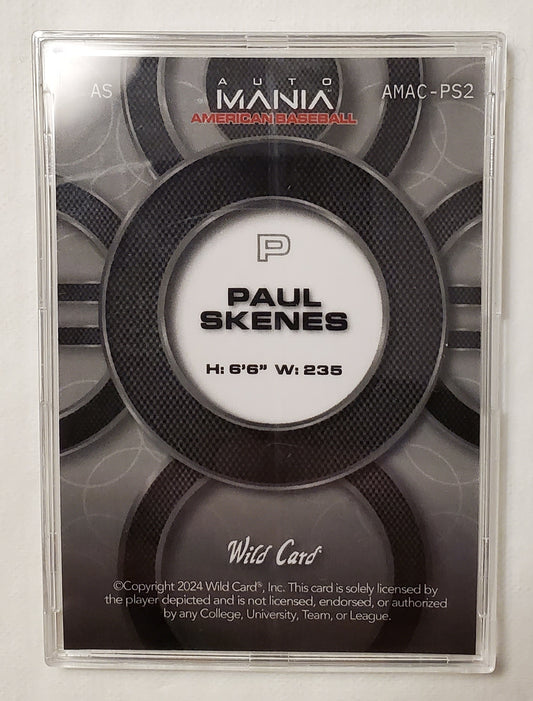 AS
AUTO
MANIA™
AMERICAN BASEBALL
AMAC-PS2
P
PAUL
SKENES
H: 6'6" W: 235
Wild Card®
©Copyright 2024 Wild Card®, Inc. This card is solely licensed by
the player depicted and is not licensed, endorsed, or authorized
by any College, University, Team, or League.